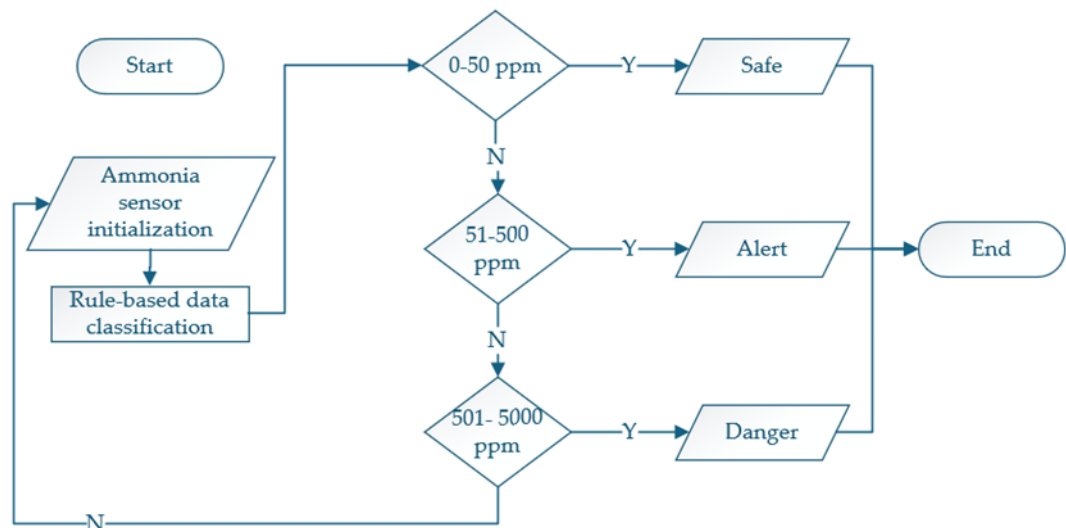 Start
Ammonia
sensor
initialization
Rule-based data
classification
0-50 ppm
Y
Safe
N
51-500
ppm
Y
Alert
End
N
501- 5000
ppm
Y
Danger
N